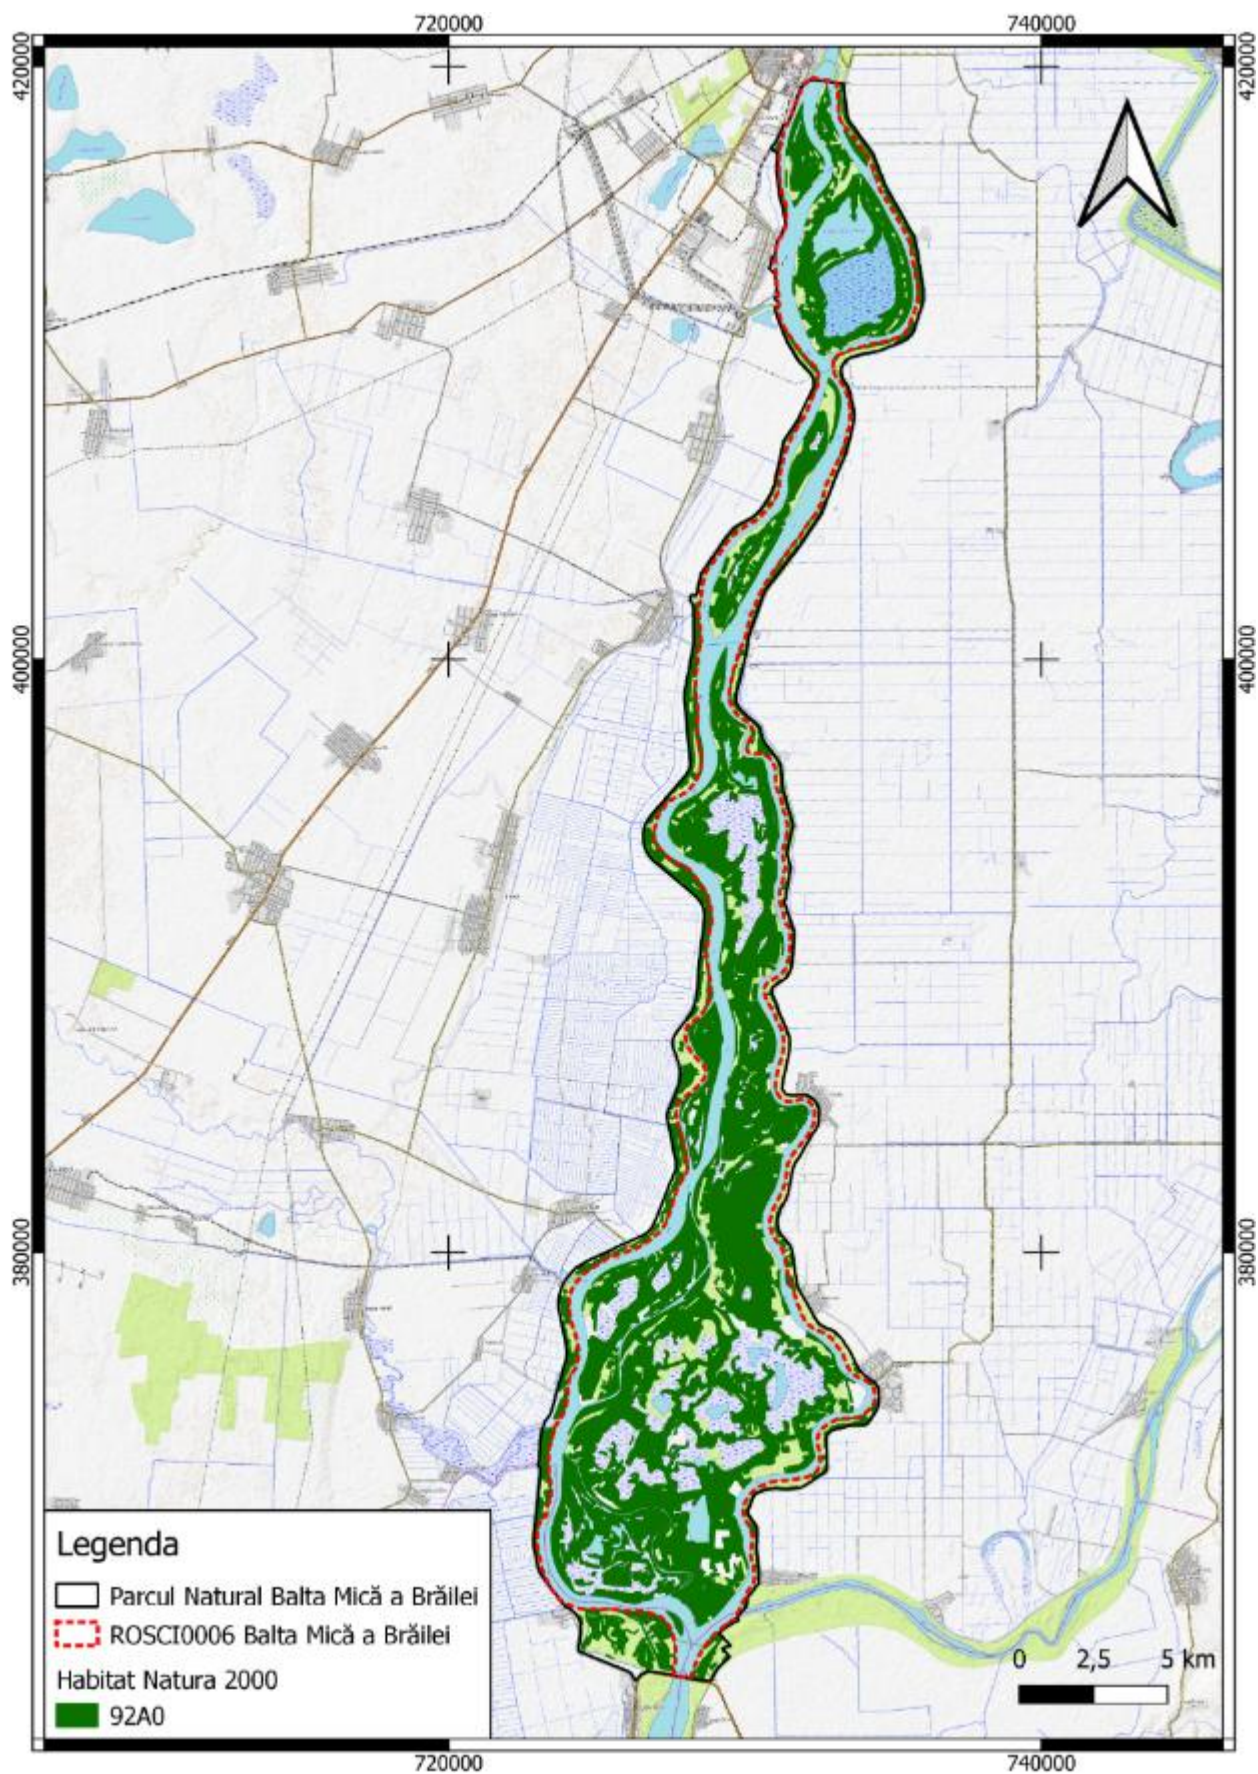 720000 740000
420000 420000
400000 400000
380000 380000
Legenda
Parcul Natural Balta Mică a Brăilei
ROSCI0006 Balta Mică a Brăilei
Habitat Natura 2000
92A0
0 2,5 5 km
720000 740000